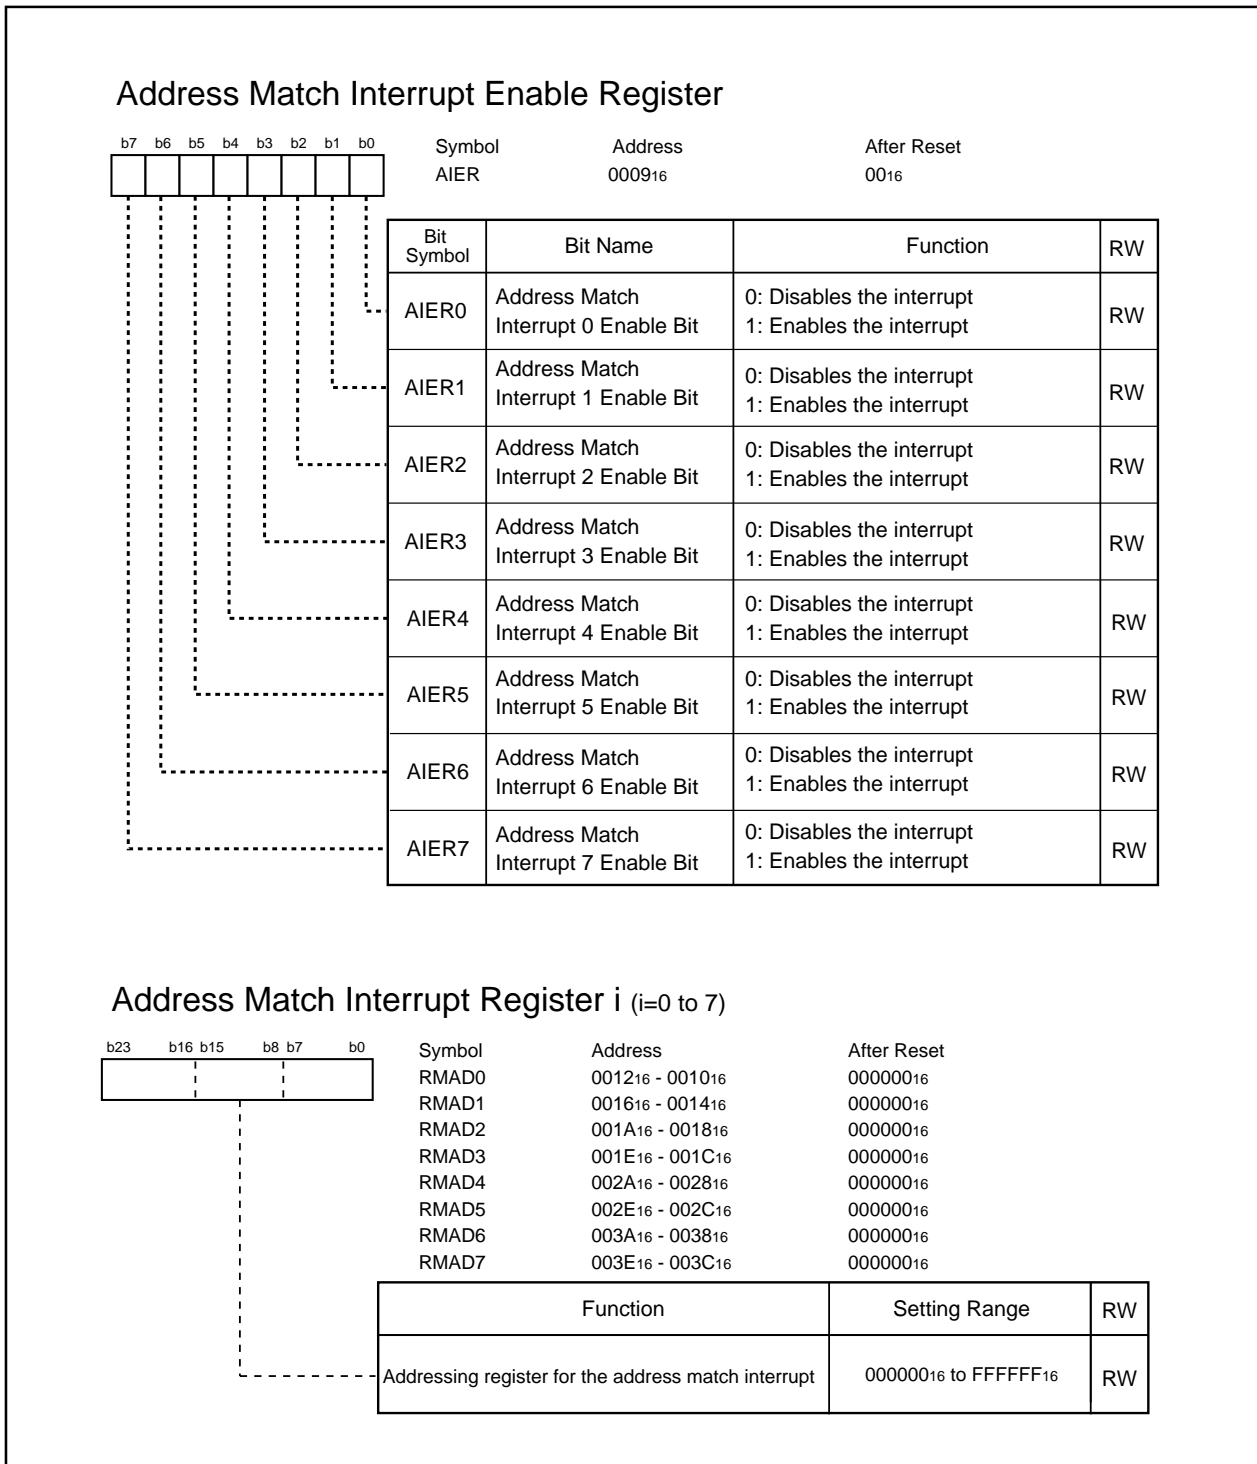 Address Match Interrupt Enable Register
b7 b6 b5 b4 b3 b2 b1 b0
Symbol Address After Reset
AIER 000916 0016
Bit Symbol Bit Name Function RW
AIER0 Address Match Interrupt 0 Enable Bit 0: Disables the interrupt 1: Enables the interrupt RW
AIER1 Address Match Interrupt 1 Enable Bit 0: Disables the interrupt 1: Enables the interrupt RW
AIER2 Address Match Interrupt 2 Enable Bit 0: Disables the interrupt 1: Enables the interrupt RW
AIER3 Address Match Interrupt 3 Enable Bit 0: Disables the interrupt 1: Enables the interrupt RW
AIER4 Address Match Interrupt 4 Enable Bit 0: Disables the interrupt 1: Enables the interrupt RW
AIER5 Address Match Interrupt 5 Enable Bit 0: Disables the interrupt 1: Enables the interrupt RW
AIER6 Address Match Interrupt 6 Enable Bit 0: Disables the interrupt 1: Enables the interrupt RW
AIER7 Address Match Interrupt 7 Enable Bit 0: Disables the interrupt 1: Enables the interrupt RW
Address Match Interrupt Register i (i=0 to 7)
b23 b16 b15 b8 b7 b0
Symbol Address After Reset
RMAD0 001216 - 001016 00000016
RMAD1 001616 - 001416 00000016
RMAD2 001A16 - 001816 00000016
RMAD3 001E16 - 001C16 00000016
RMAD4 002A16 - 002816 00000016
RMAD5 002E16 - 002C16 00000016
RMAD6 003A16 - 003816 00000016
RMAD7 003E16 - 003C16 00000016
Function Setting Range RW
Addressing register for the address match interrupt 00000016 to FFFFFF16 RW